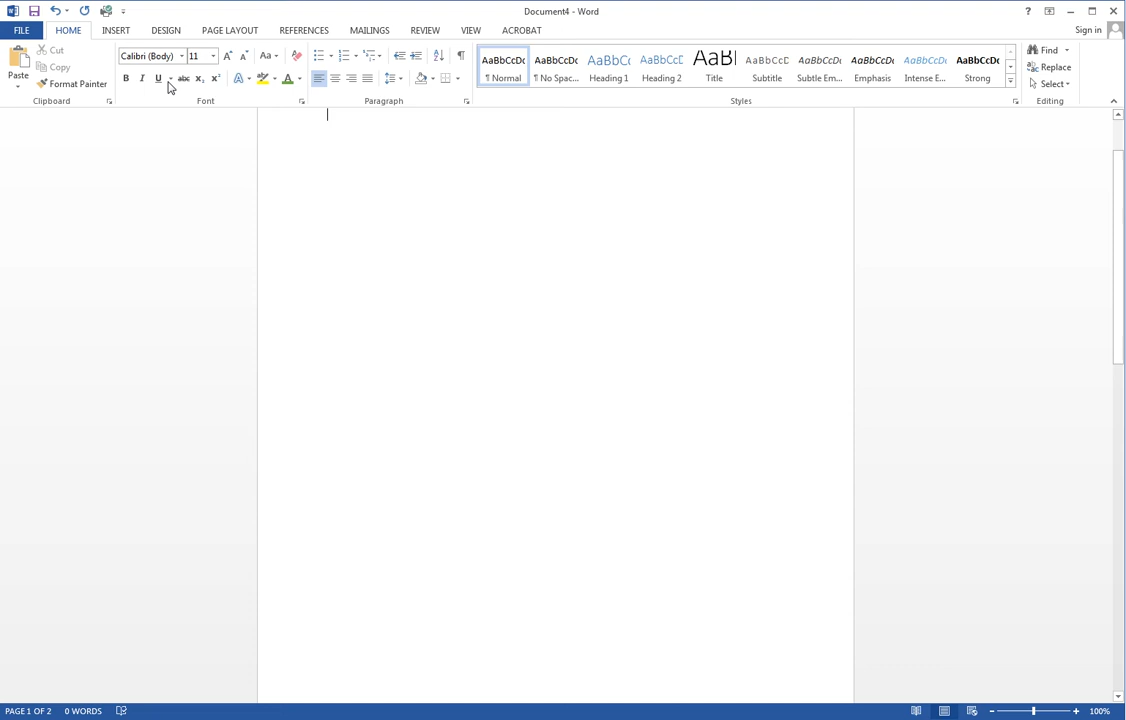 Document4 - Word
Sign in
FILE HOME INSERT DESIGN PAGE LAYOUT REFERENCES MAILINGS REVIEW VIEW ACROBAT
Paste
Cut
Copy
Format Painter
Clipboard
Calibri (Body) 11 Aa
B I U abc X₂ X² A A
Font
Paragraph
AaBbCcDc AaBbCcDc AaBbC( AaBbCcD AaB( AaBbCcD AaBbCcDc AaBbCcDc AaBbCcDc AaBbCcDc
¶ Normal ¶ No Spac... Heading 1 Heading 2 Title Subtitle Subtle Em... Emphasis Intense E... Strong
Styles
Find
Replace
Select
Editing
PAGE 1 OF 2 0 WORDS 100%